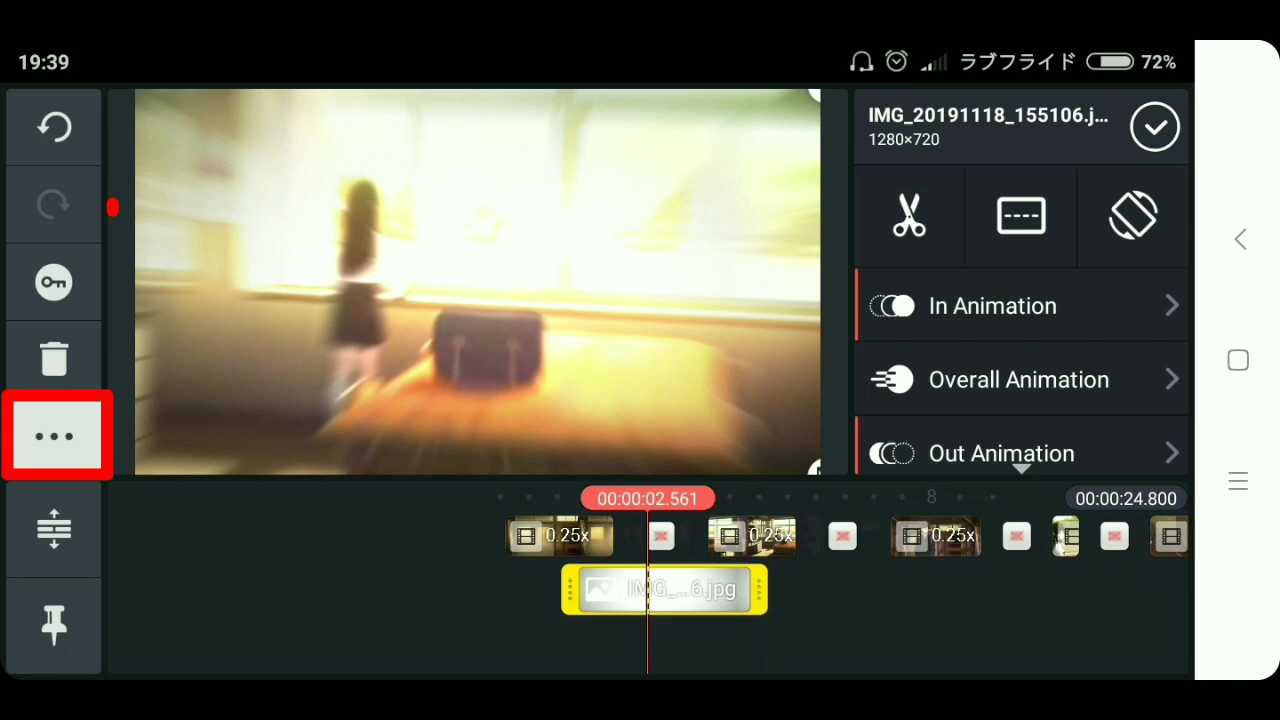 19:39
ラブフライド
72%
IMG_20191118_155106.j...
1280×720
In Animation
Overall Animation
Out Animation
8
00:00:02.561
00:00:24.800
0.25x
0.25x
0.25x
IMG_...6.jpg